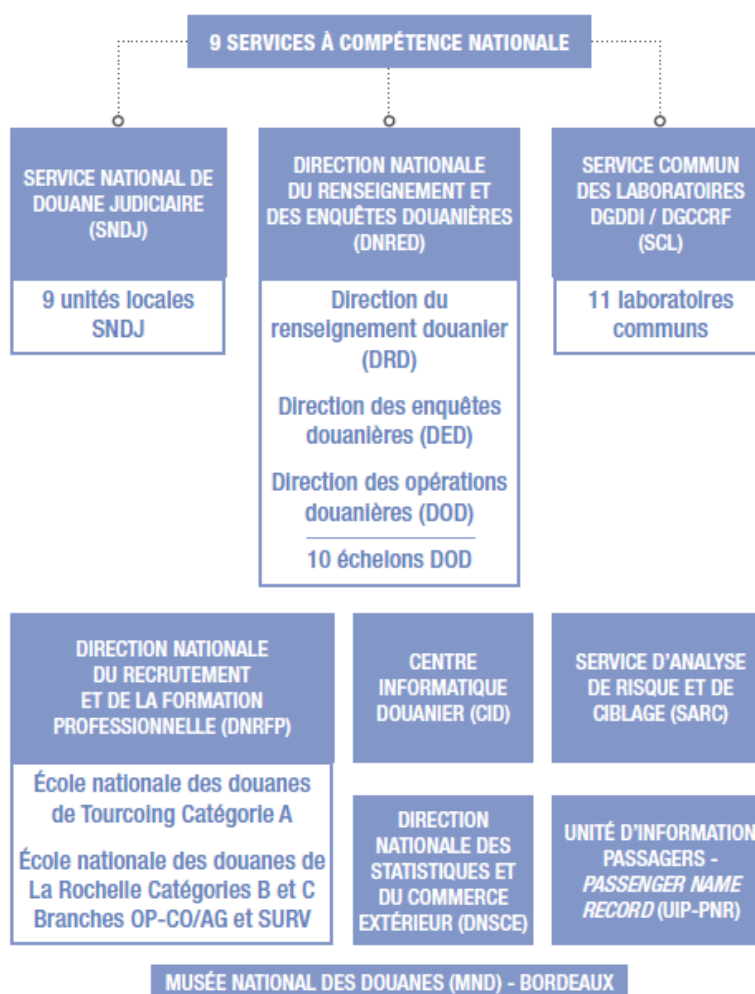 9 SERVICES À COMPÉTENCE NATIONALE
SERVICE NATIONAL DE
DOUANE JUDICIAIRE
(SNDJ)
9 unités locales
SNDJ
DIRECTION NATIONALE
DU RENSEIGNEMENT ET
DES ENQUÊTES DOUANIÈRES
(DNRED)
Direction du
renseignement douanier
(DRD)
Direction des enquêtes
douanières (DED)
Direction des opérations
douanières (DOD)
10 échelons DOD
SERVICE COMMUN
DES LABORATOIRES
DGDDI / DGCCRF
(SCL)
11 laboratoires
communs
DIRECTION NATIONALE
DU RECRUTEMENT
ET DE LA FORMATION
PROFESSIONNELLE (DNRFP)
École nationale des douanes
de Tourcoing Catégorie A
École nationale des douanes de
La Rochelle Catégories B et C
Branches OP-CO/AG et SURV
CENTRE
INFORMATIQUE
DOUANIER (CID)
SERVICE D’ANALYSE
DE RISQUE ET DE
CIBLAGE (SARC)
DIRECTION
NATIONALE DES
STATISTIQUES ET
DU COMMERCE
EXTÉRIEUR (DNSCE)
UNITÉ D’INFORMATION
PASSAGERS -
PASSENGER NAME
RECORD (UIP-PNR)
MUSÉE NATIONAL DES DOUANES (MND) - BORDEAUX